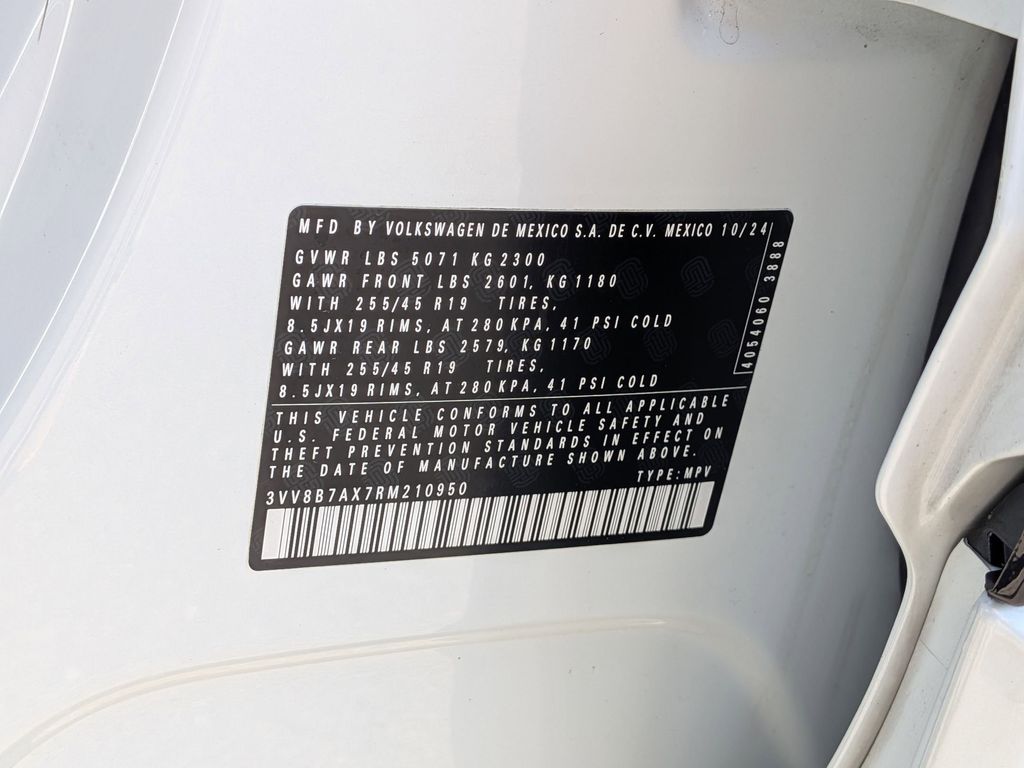 MFD BY VOLKSWAGEN DE MEXICO S.A. DE C.V. MEXICO 10/24
GVWR LBS 5071 KG 2300
GAWR FRONT LBS 2601, KG 1180
WITH 255/45 R19 TIRES,
8.5JX19 RIMS, AT 280 KPA, 41 PSI COLD
GAWR REAR LBS 2579, KG 1170
WITH 255/45 R19 TIRES,
8.5JX19 RIMS, AT 280 KPA, 41 PSI COLD
4054060 3888
THIS VEHICLE CONFORMS TO ALL APPLICABLE
U.S. FEDERAL MOTOR VEHICLE SAFETY AND
THEFT PREVENTION STANDARDS IN EFFECT ON
THE DATE OF MANUFACTURE SHOWN ABOVE.
TYPE: MPV
3VV8B7AX7RM210950